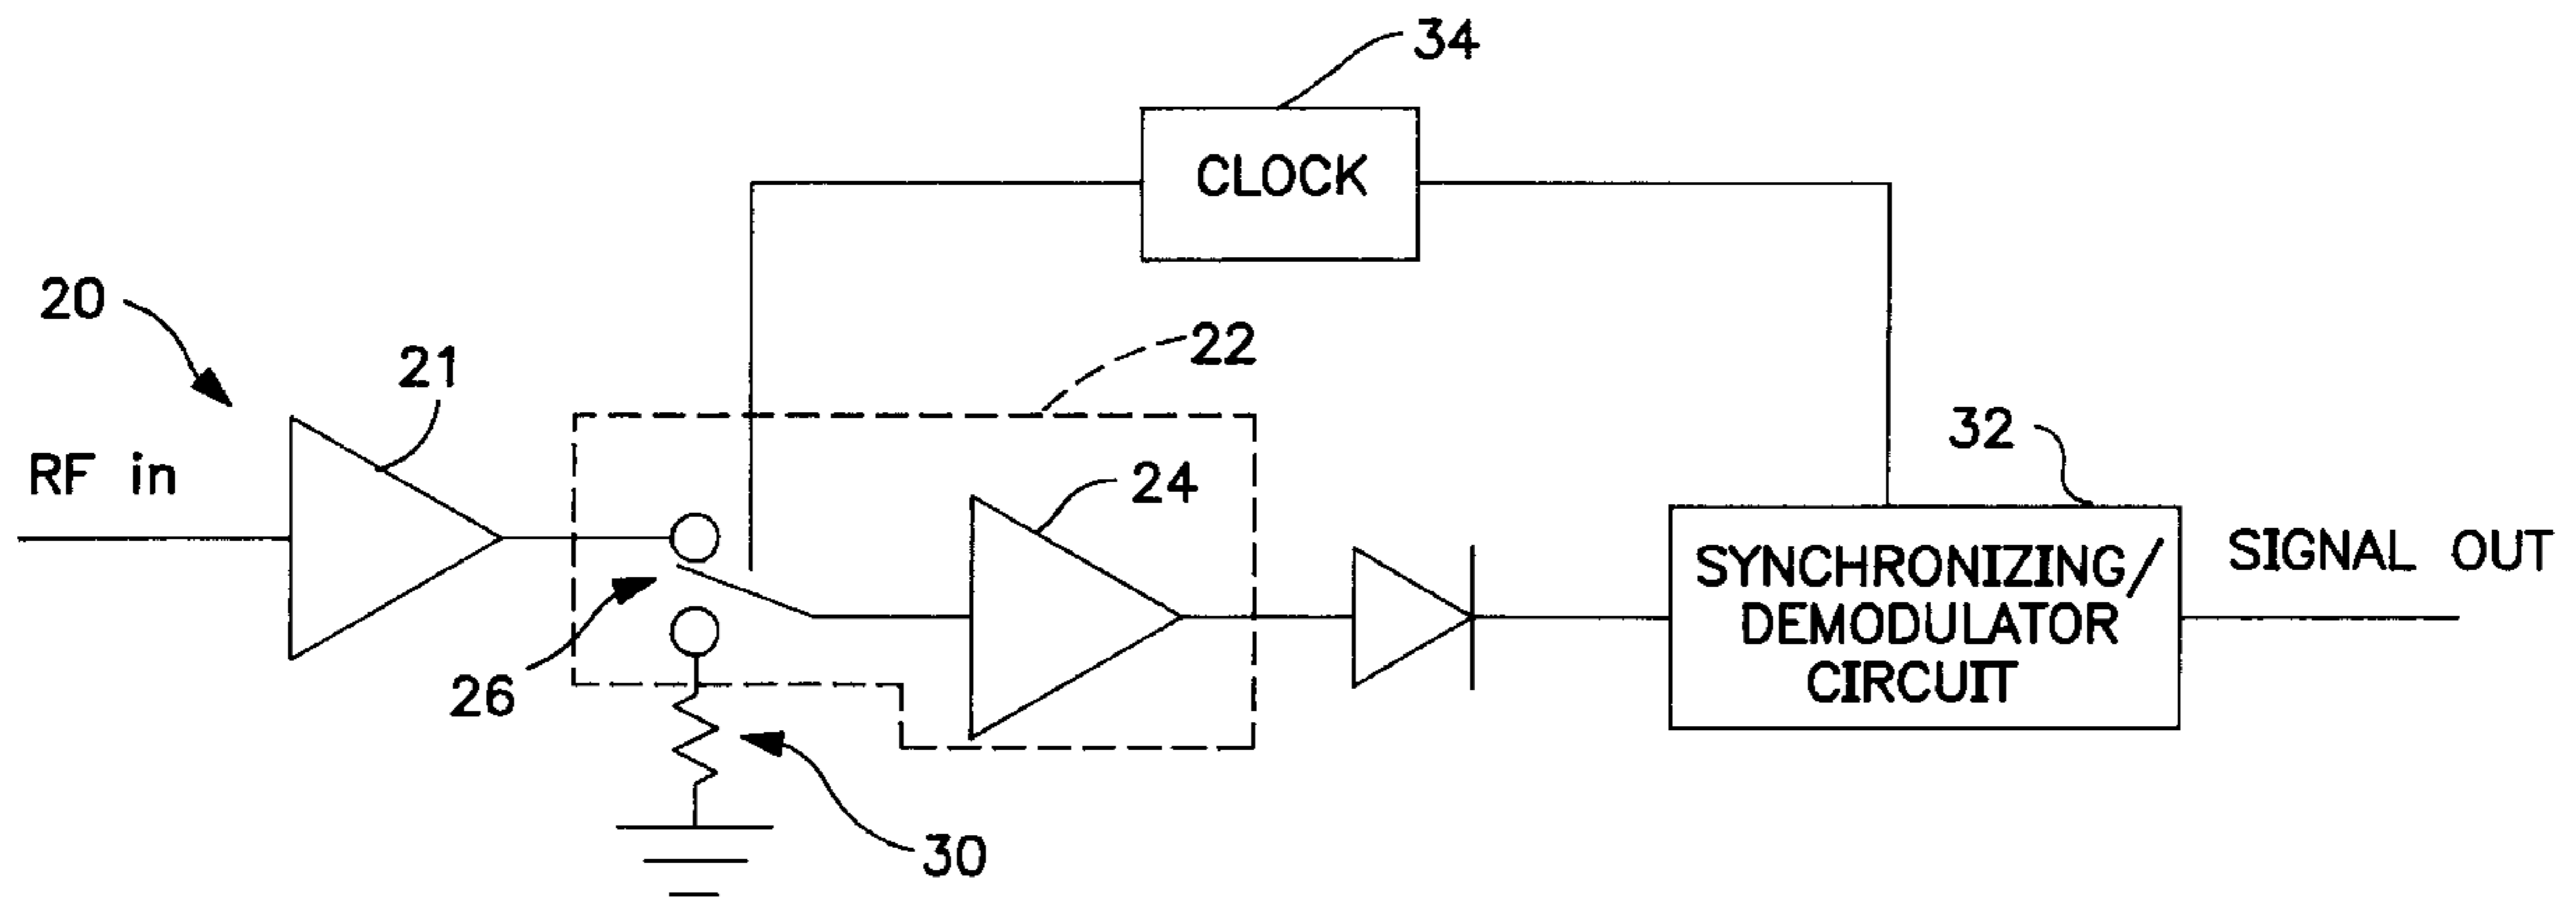 34
CLOCK
20
21
22
RF in
24
32
SIGNAL OUT
SYNCHRONIZING/
DEMODULATOR
CIRCUIT
26
30